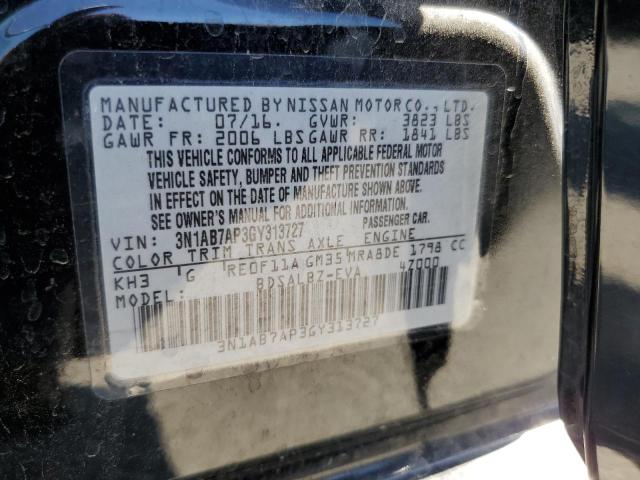 MANUFACTURED BY NISSAN MOTOR CO., LTD.
DATE: 07/16. GVWR: 3823 LBS
GAWR FR: 2006 LBS GAWR RR: 1841 LBS
THIS VEHICLE CONFORMS TO ALL APPLICABLE FEDERAL MOTOR
VEHICLE SAFETY, BUMPER AND THEFT PREVENTION STANDARDS
IN EFFECT ON THE DATE OF MANUFACTURE SHOWN ABOVE.
SEE OWNER'S MANUAL FOR ADDITIONAL INFORMATION.
VIN: 3N1AB7AP3GY313727 PASSENGER CAR.
COLOR TRIM TRANS AXLE ENGINE
KH3 G RE0F11A GM35 MRA8DE 1798 CC
MODEL: BDSALBZ-EVA 47000
3N1AB7AP3GY313727